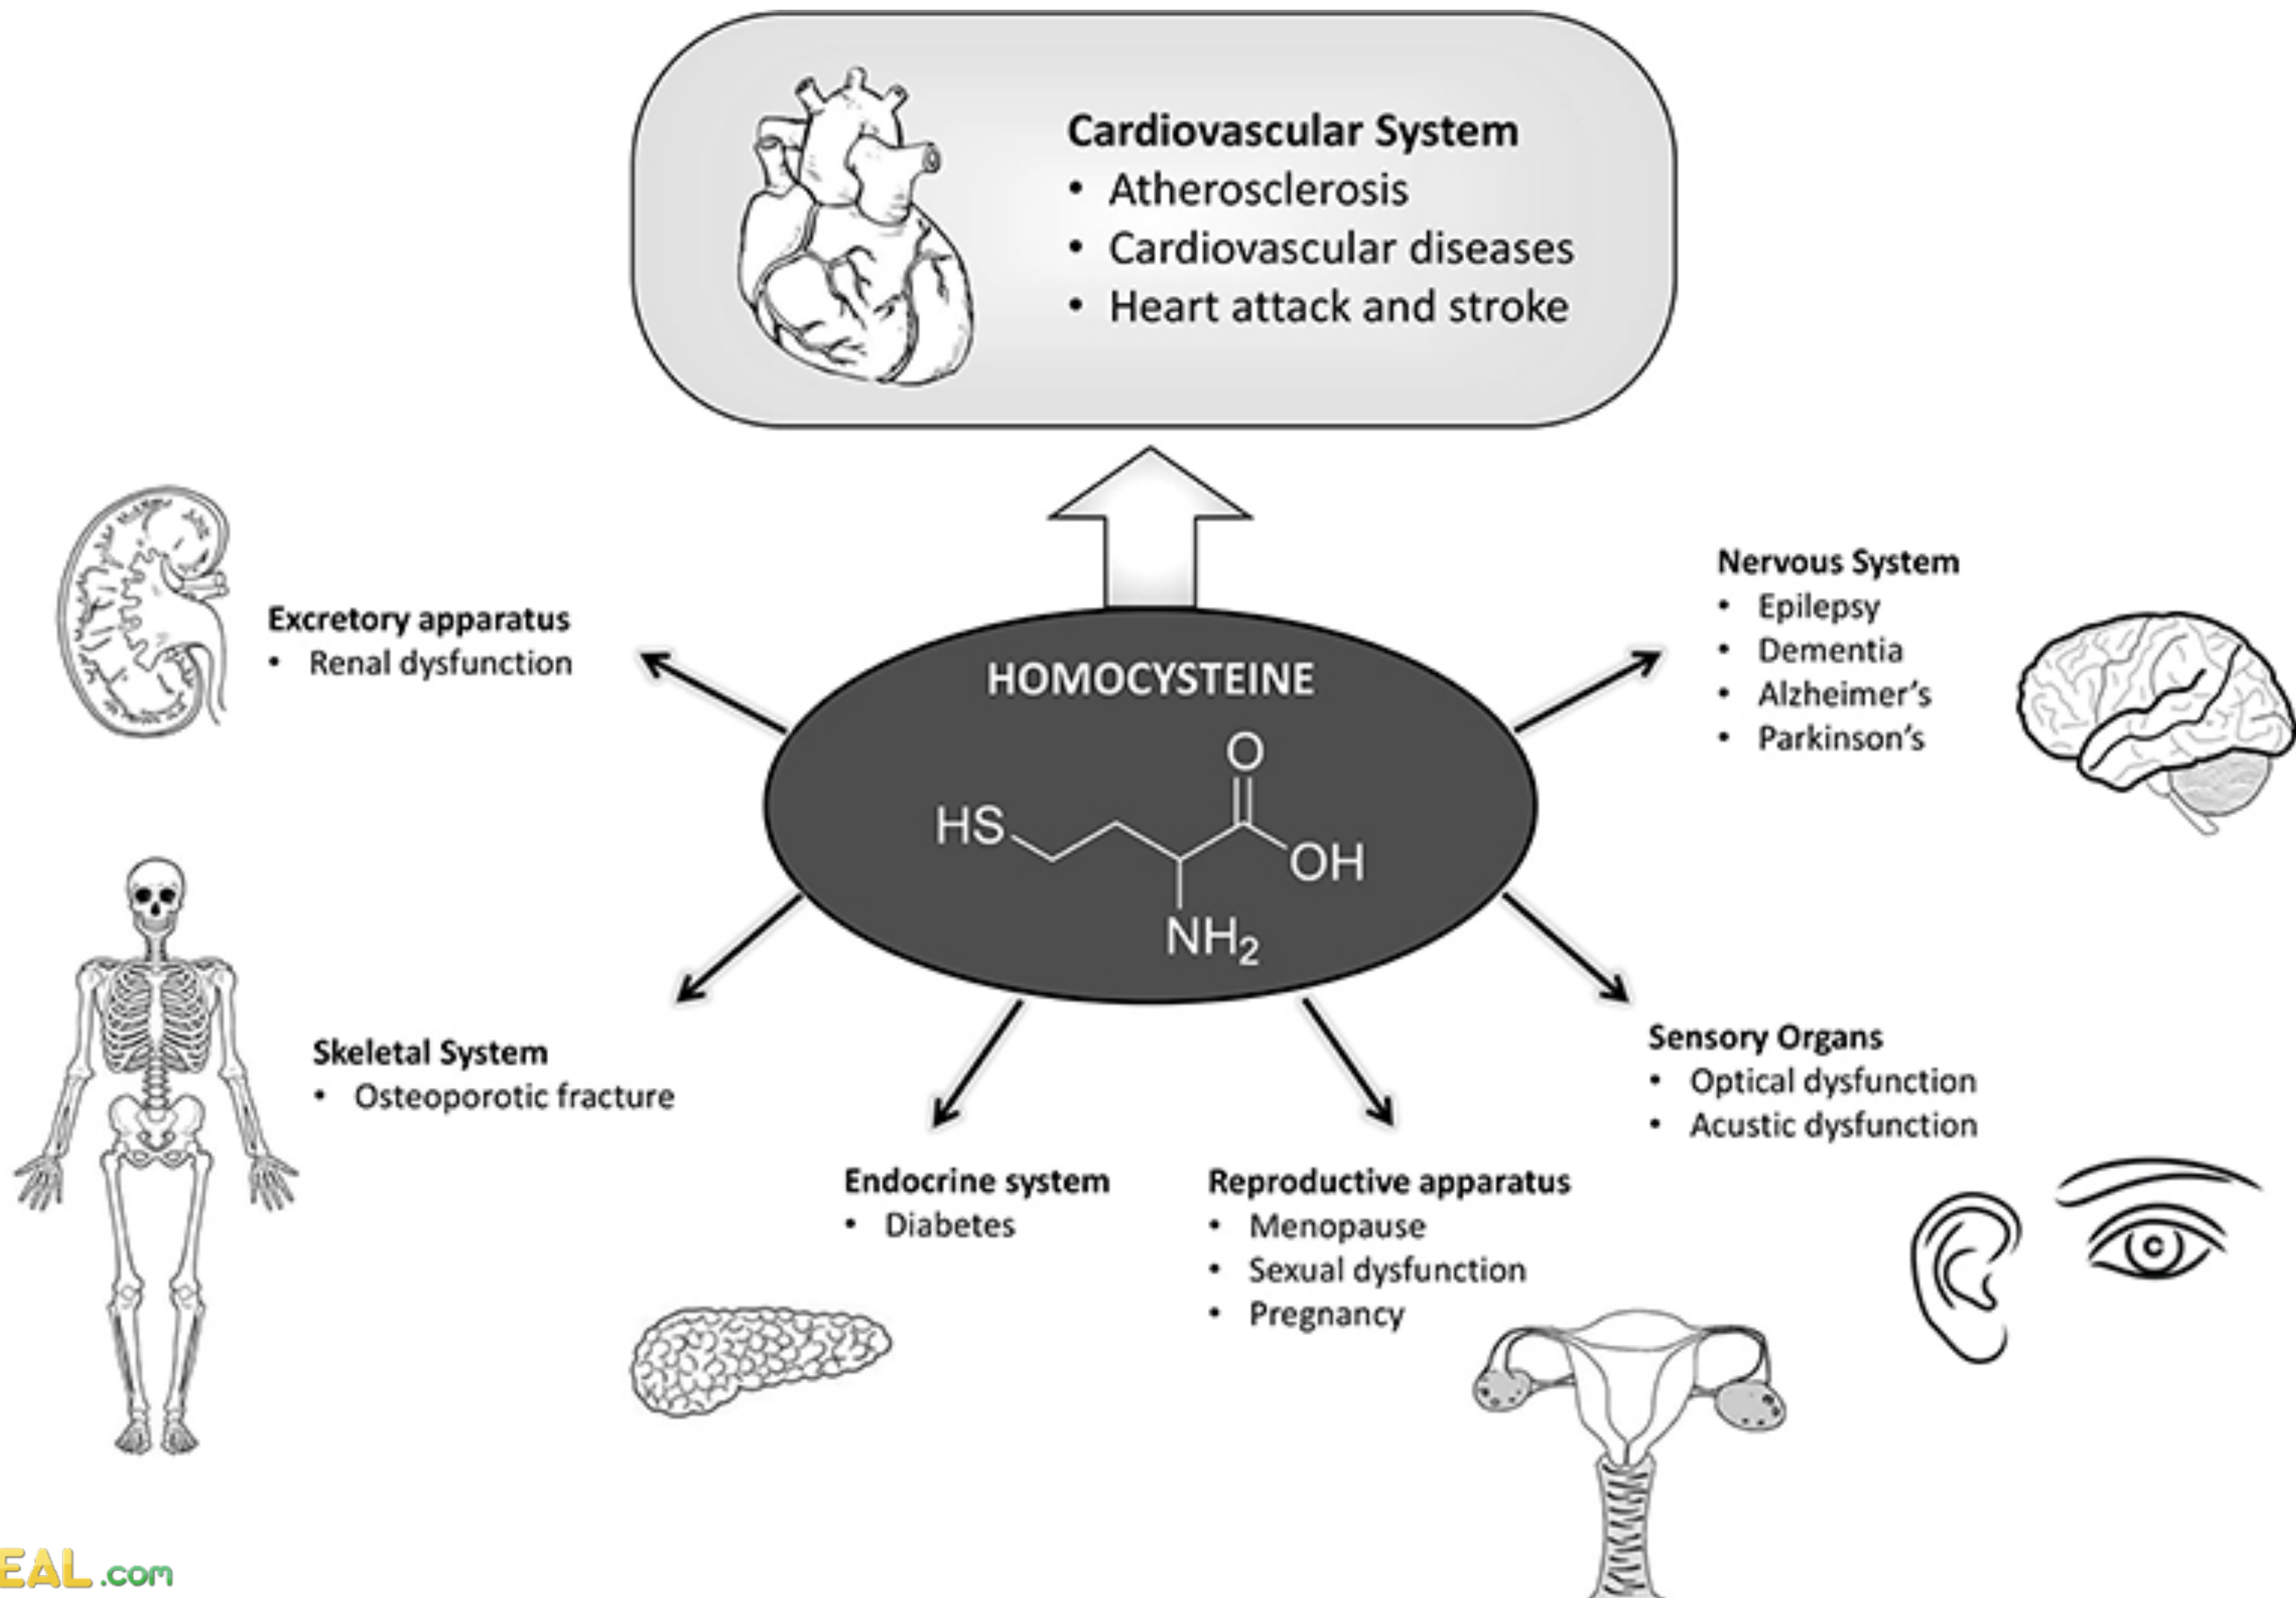 Cardiovascular System
• Atherosclerosis
• Cardiovascular diseases
• Heart attack and stroke
Excretory apparatus
• Renal dysfunction
Nervous System
• Epilepsy
• Dementia
• Alzheimer's
• Parkinson's
HOMOCYSTEINE
O
HS
OH
NH₂
Skeletal System
• Osteoporotic fracture
Sensory Organs
• Optical dysfunction
• Acustic dysfunction
Endocrine system
• Diabetes
Reproductive apparatus
• Menopause
• Sexual dysfunction
• Pregnancy
EAL.com